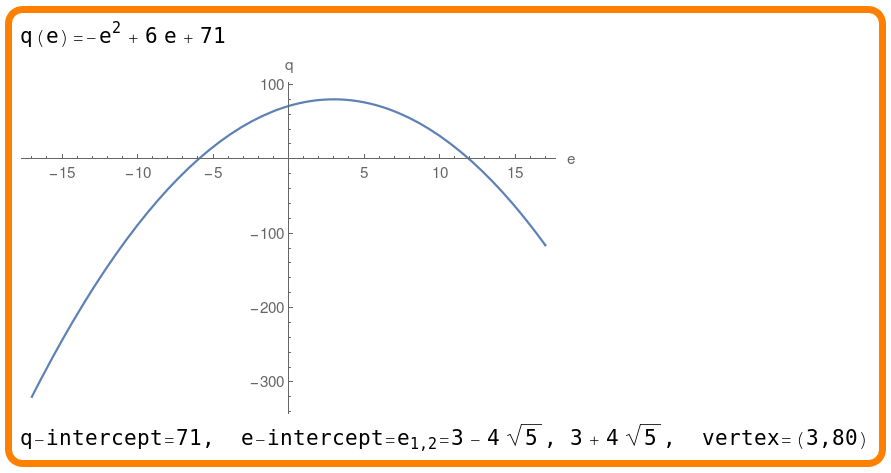 q(e)=-e² + 6 e + 71
q
100
e
−15 −10 −5 5 10 15
−100
−200
−300
q-intercept=71, e-intercept=e₁,₂=3 - 4 √5, 3 + 4 √5, vertex=(3,80)